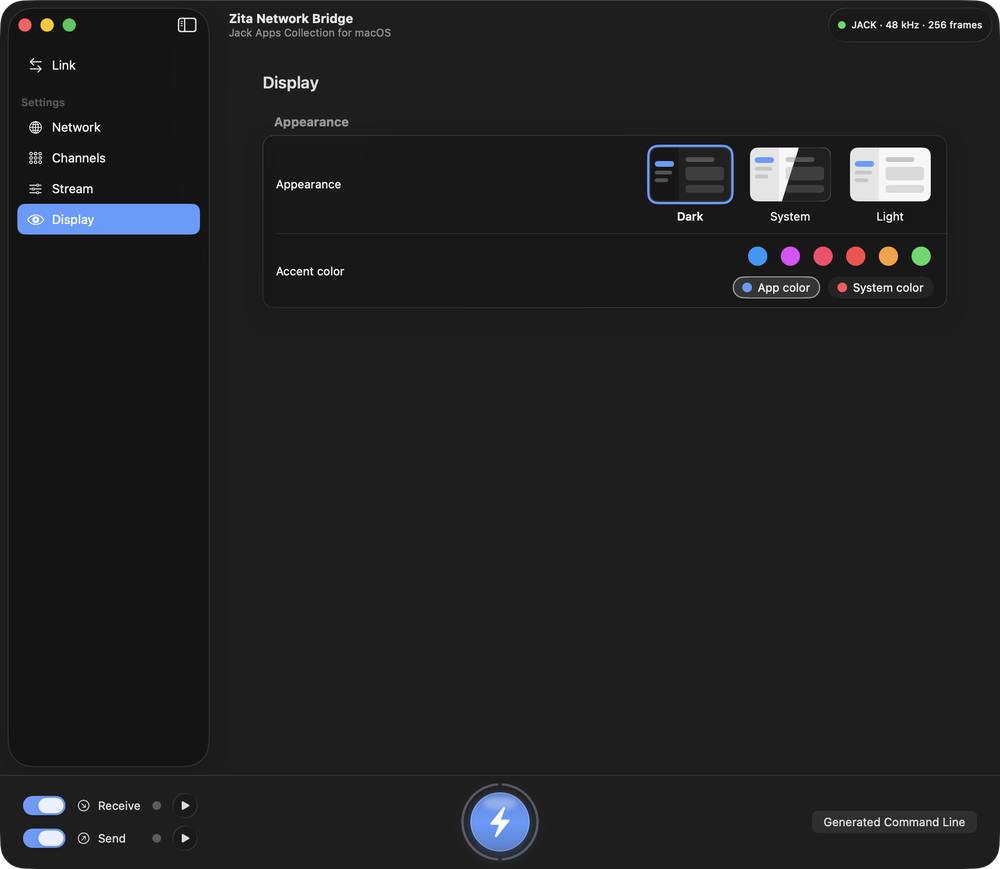 Zita Network Bridge
Jack Apps Collection for macOS
JACK · 48 kHz · 256 frames
Link
Settings
Network
Channels
Stream
Display
Display
Appearance
Appearance
Dark
System
Light
Accent color
App color
System color
Receive
Send
Generated Command Line